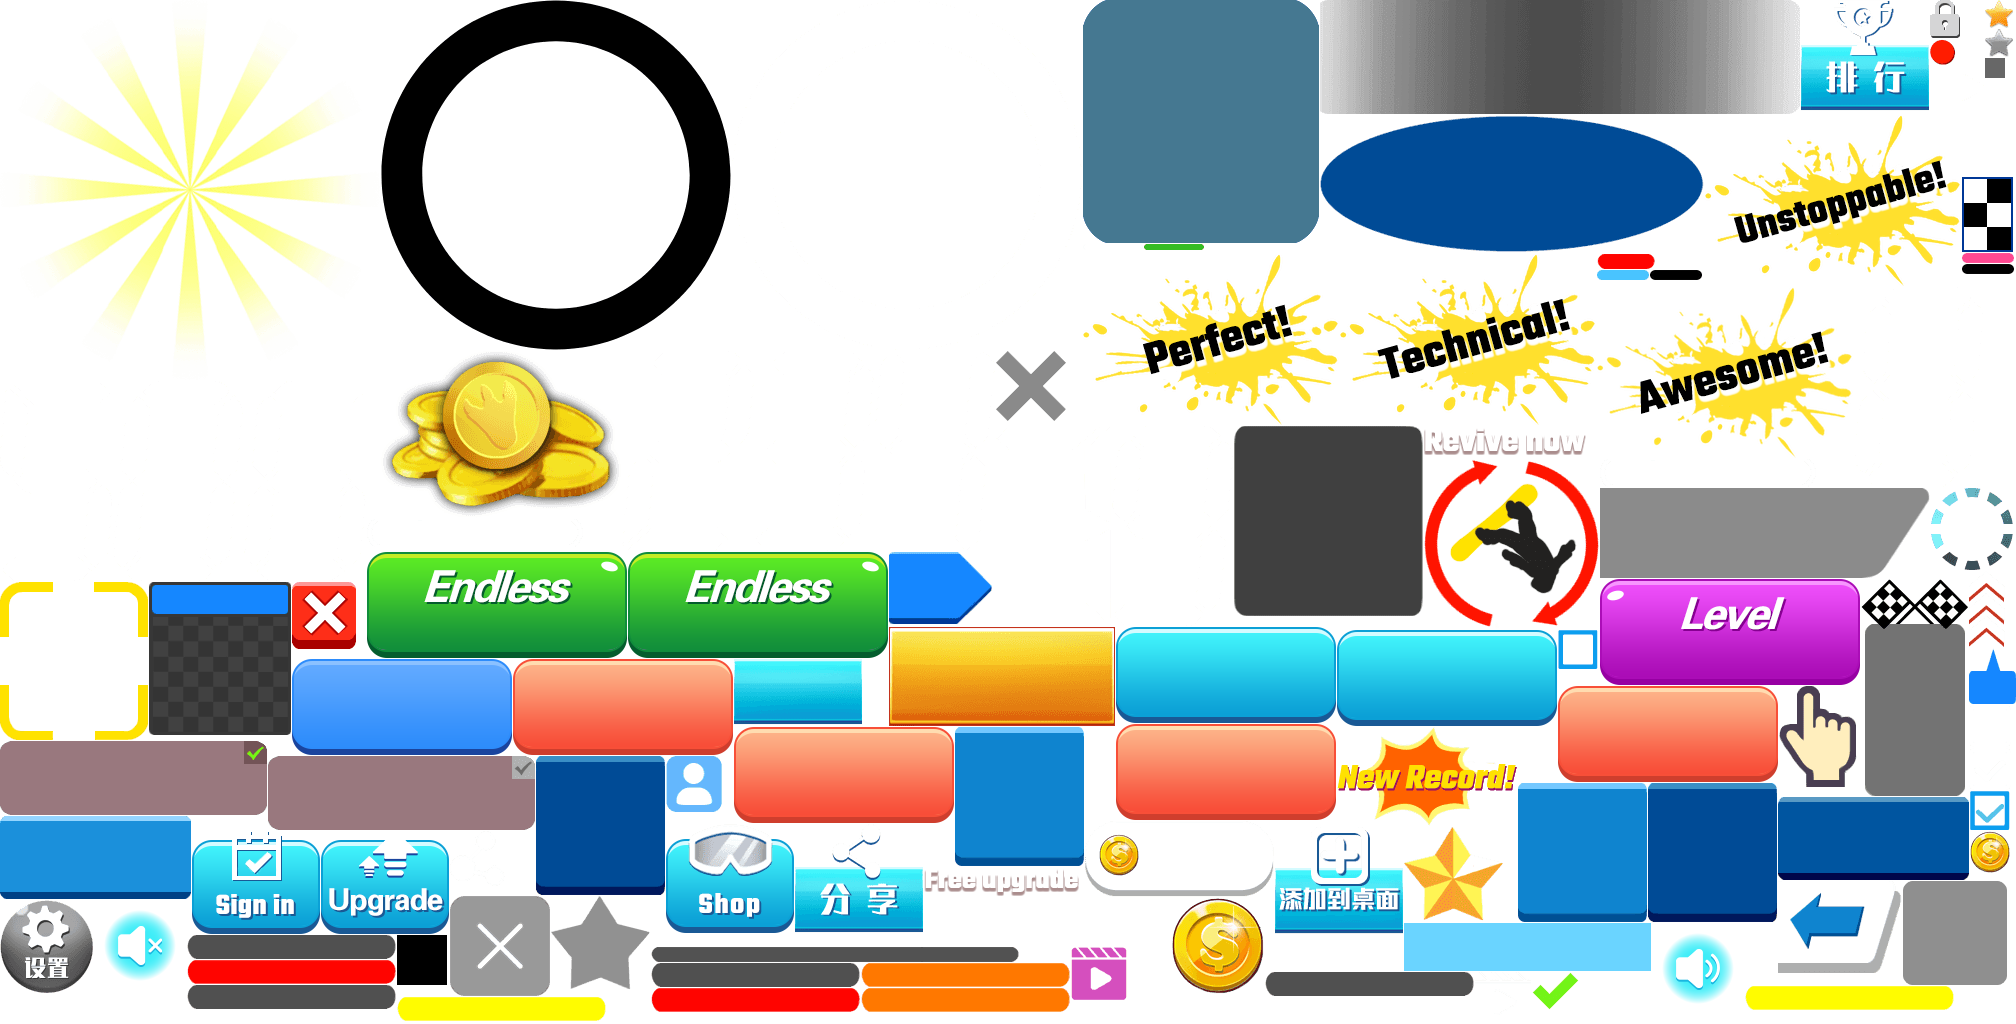 排行
Unstoppable!
Perfect!
Technical!
Awesome!
Revive now
Endless
Endless
Level
New Record!
Sign in
Upgrade
Shop
分享
Free upgrade
添加到桌面
设置